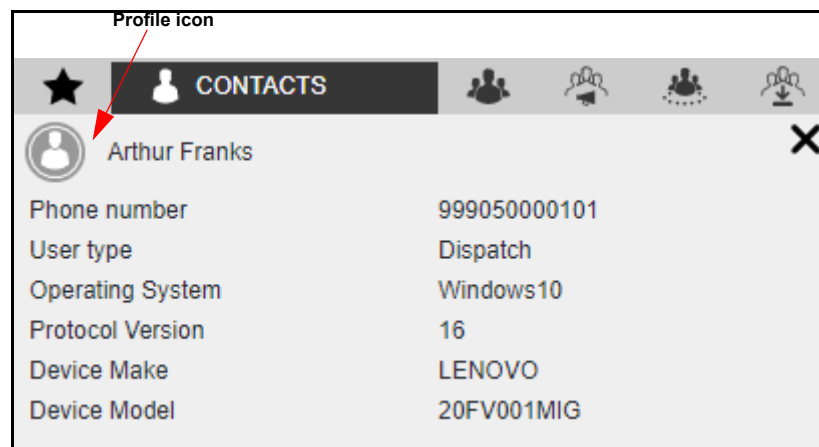 Profile icon
CONTACTS
Arthur Franks
Phone number 999050000101
User type Dispatch
Operating System Windows10
Protocol Version 16
Device Make LENOVO
Device Model 20FV001MIG